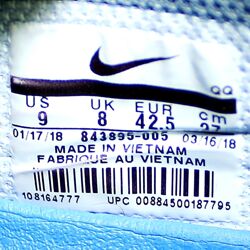 QQ
US UK EUR cm
9 8 42.5 27
01/17/18 843895-005 03/16/18
MADE IN VIETNAM
FABRIQUE AU VIETNAM
108164777 UPC 00884500187795